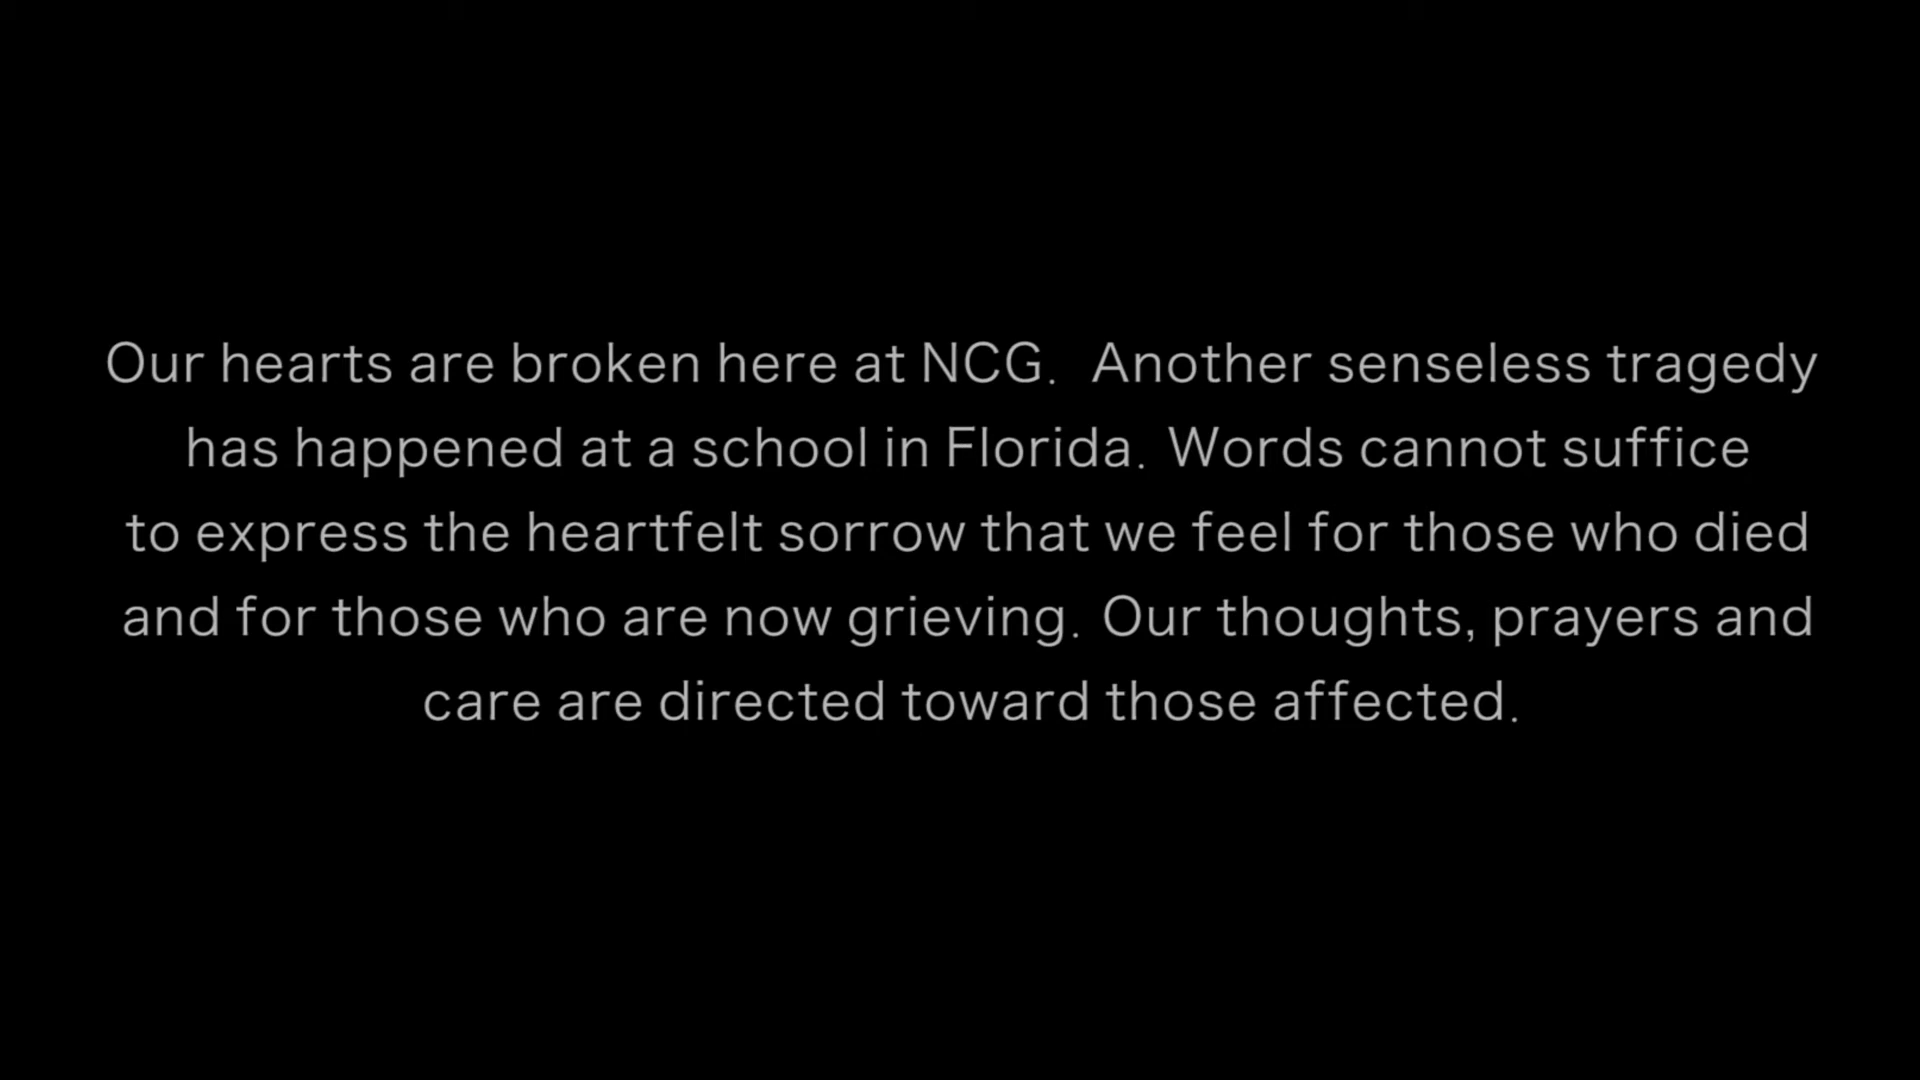 Our hearts are broken here at NCG. Another senseless tragedy
has happened at a school in Florida. Words cannot suffice
to express the heartfelt sorrow that we feel for those who died
and for those who are now grieving. Our thoughts, prayers and
care are directed toward those affected.